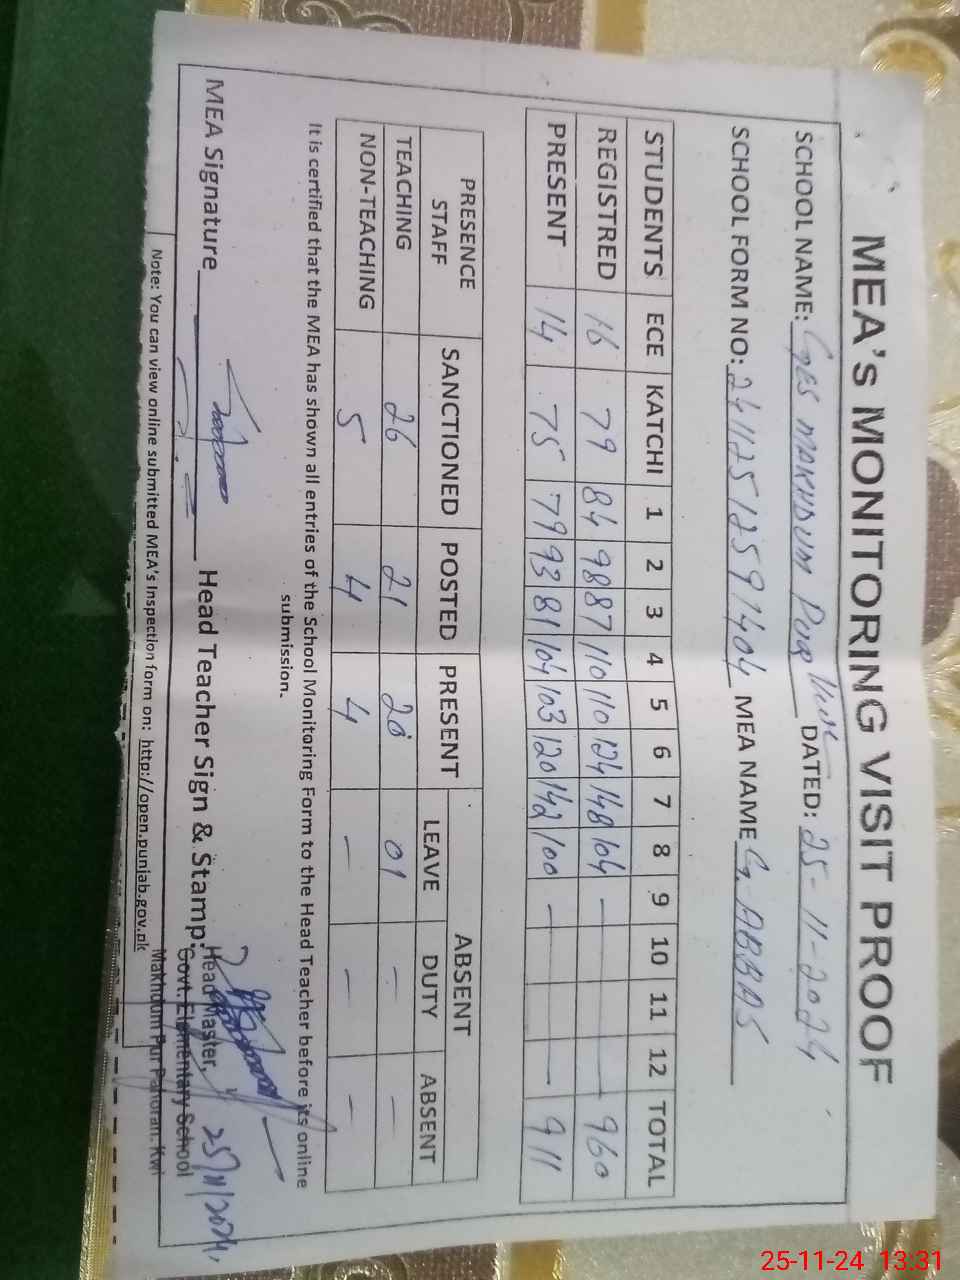 MEA's MONITORING VISIT PROOF
SCHOOL NAME: GES MAKHDUM PUR DATED: 25-11-2024
SCHOOL FORM NO: 24112512591404 MEA NAME G. ABBAS
STUDENTS ECE KATCHI 1 2 3 4 5 6 7 8 9 10 11 12 TOTAL
REGISTRED 16 79 84 98 87 110 110 124 148 104 — 960
PRESENT 14 75 79 93 81 104 103 120 142 100 — 911
PRESENCE STAFF SANCTIONED POSTED PRESENT ABSENT
LEAVE DUTY ABSENT
TEACHING 26 21 20 01 — —
NON-TEACHING 5 4 4 — — —
It is certified that the MEA has shown all entries of the School Monitoring Form to the Head Teacher before its online
submission.
MEA Signature Head Teacher Sign & Stamp:
Head Master,
Govt. Elementary School
Makhdum Pur Pahoran. Kwl
25/11/2024
Note: You can view online submitted MEA's Inspection form on: http://open.punjab.gov.pk
25-11-24 13:31